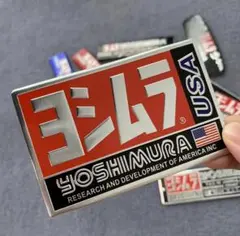 ヨシムラ®
USA
YOSHIMURA
RESEARCH AND DEVELOPMENT OF AMERICA INC